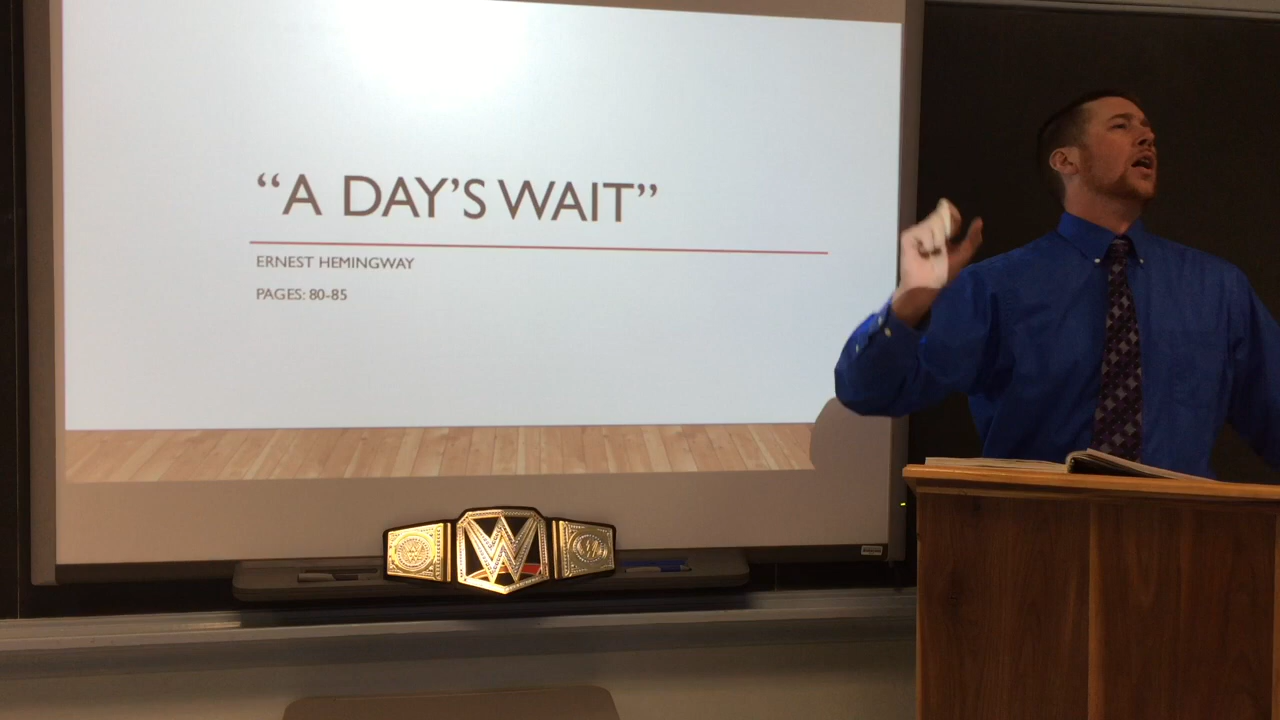 “A DAY’S WAIT”
ERNEST HEMINGWAY
PAGES: 80-85
W